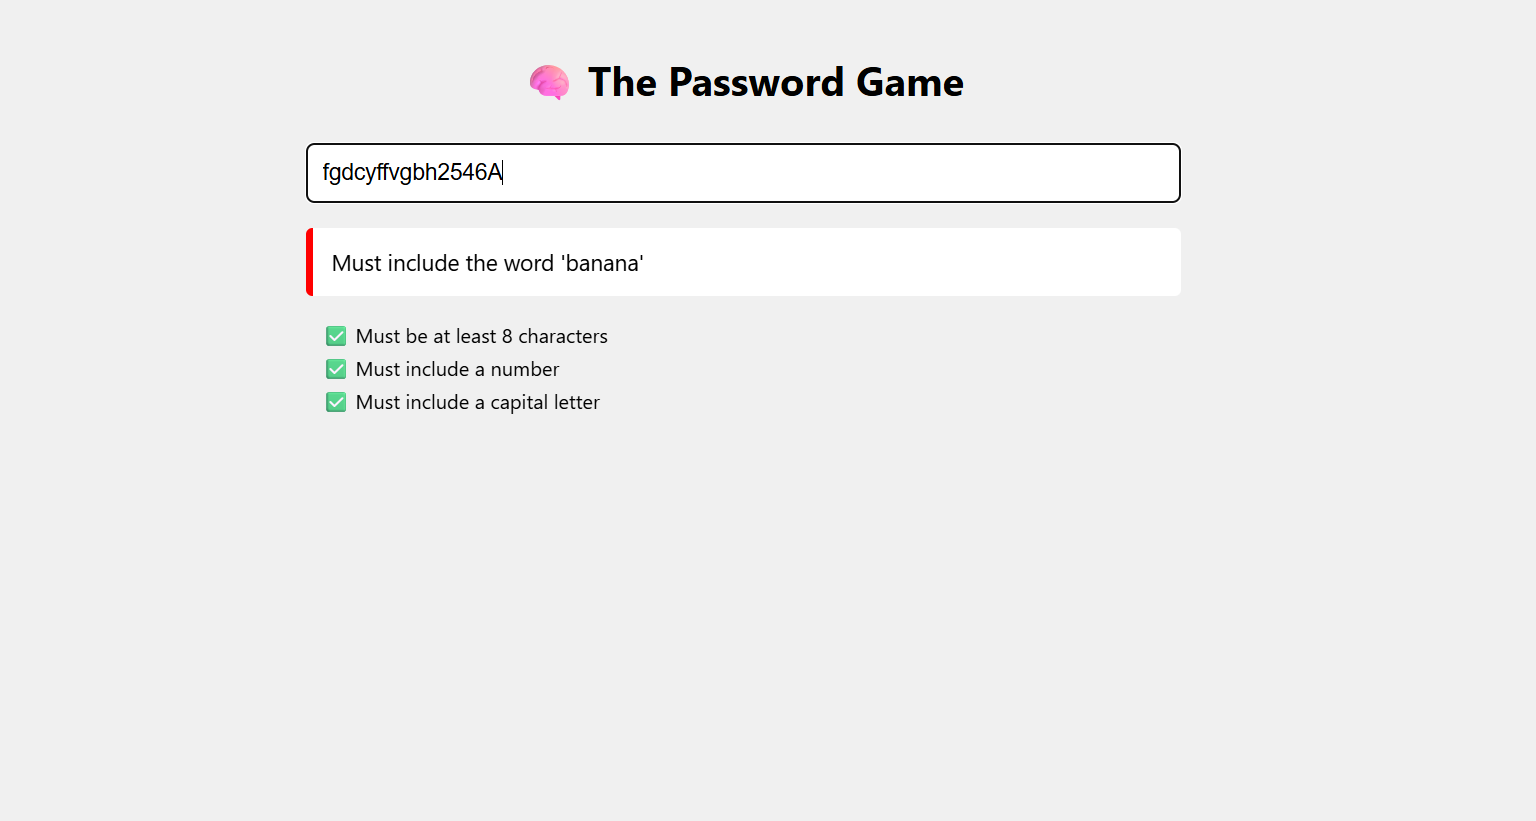 The Password Game
fgdcyffvgbh2546A
Must include the word 'banana'
Must be at least 8 characters
Must include a number
Must include a capital letter